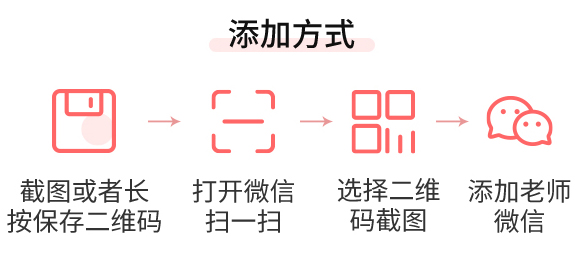 添加方式
截图或者长
按保存二维码
打开微信
扫一扫
选择二维
码截图
添加老师
微信